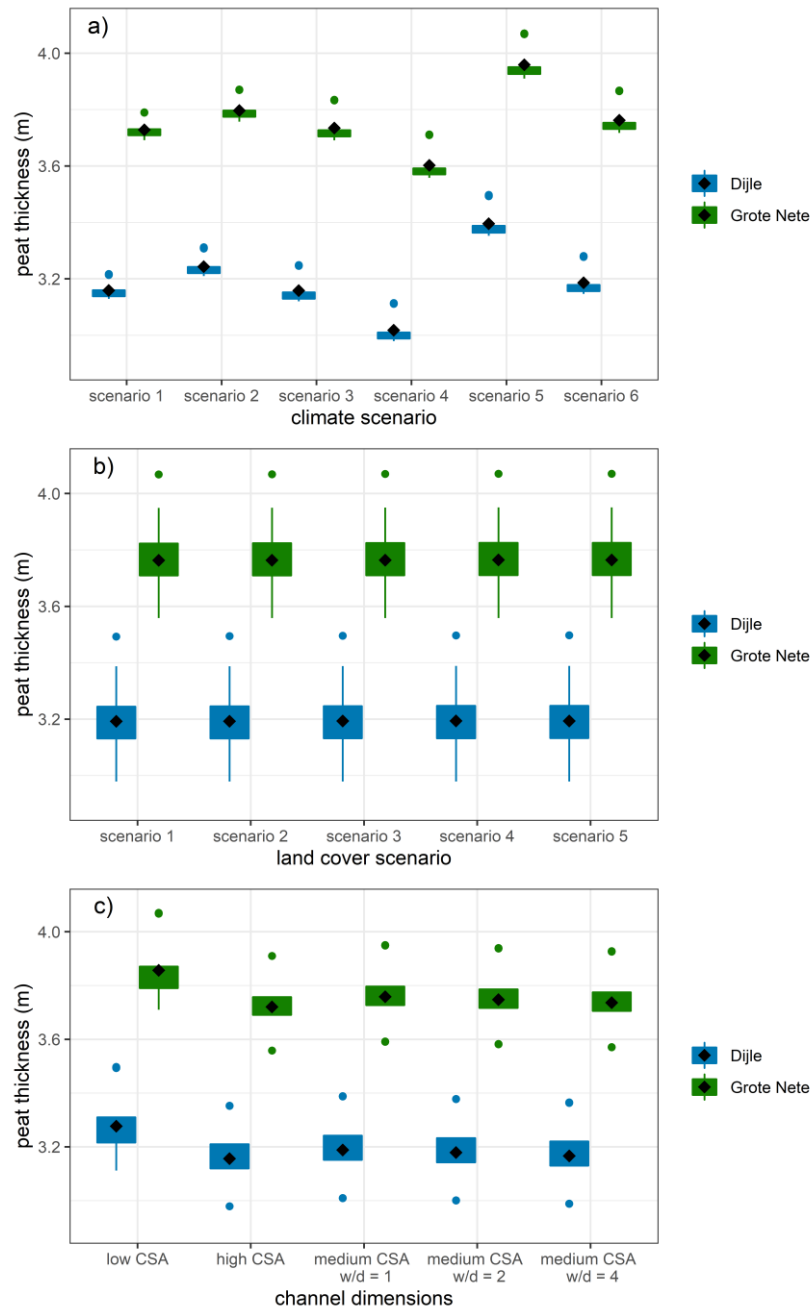 a)
4.0
3.6
3.2
peat thickness (m)
scenario 1 scenario 2 scenario 3 scenario 4 scenario 5 scenario 6
climate scenario
Dijle
Grote Nete
b)
4.0
3.6
3.2
peat thickness (m)
scenario 1 scenario 2 scenario 3 scenario 4 scenario 5
land cover scenario
Dijle
Grote Nete
c)
4.0
3.6
3.2
peat thickness (m)
low CSA high CSA medium CSA medium CSA medium CSA
w/d = 1 w/d = 2 w/d = 4
channel dimensions
Dijle
Grote Nete